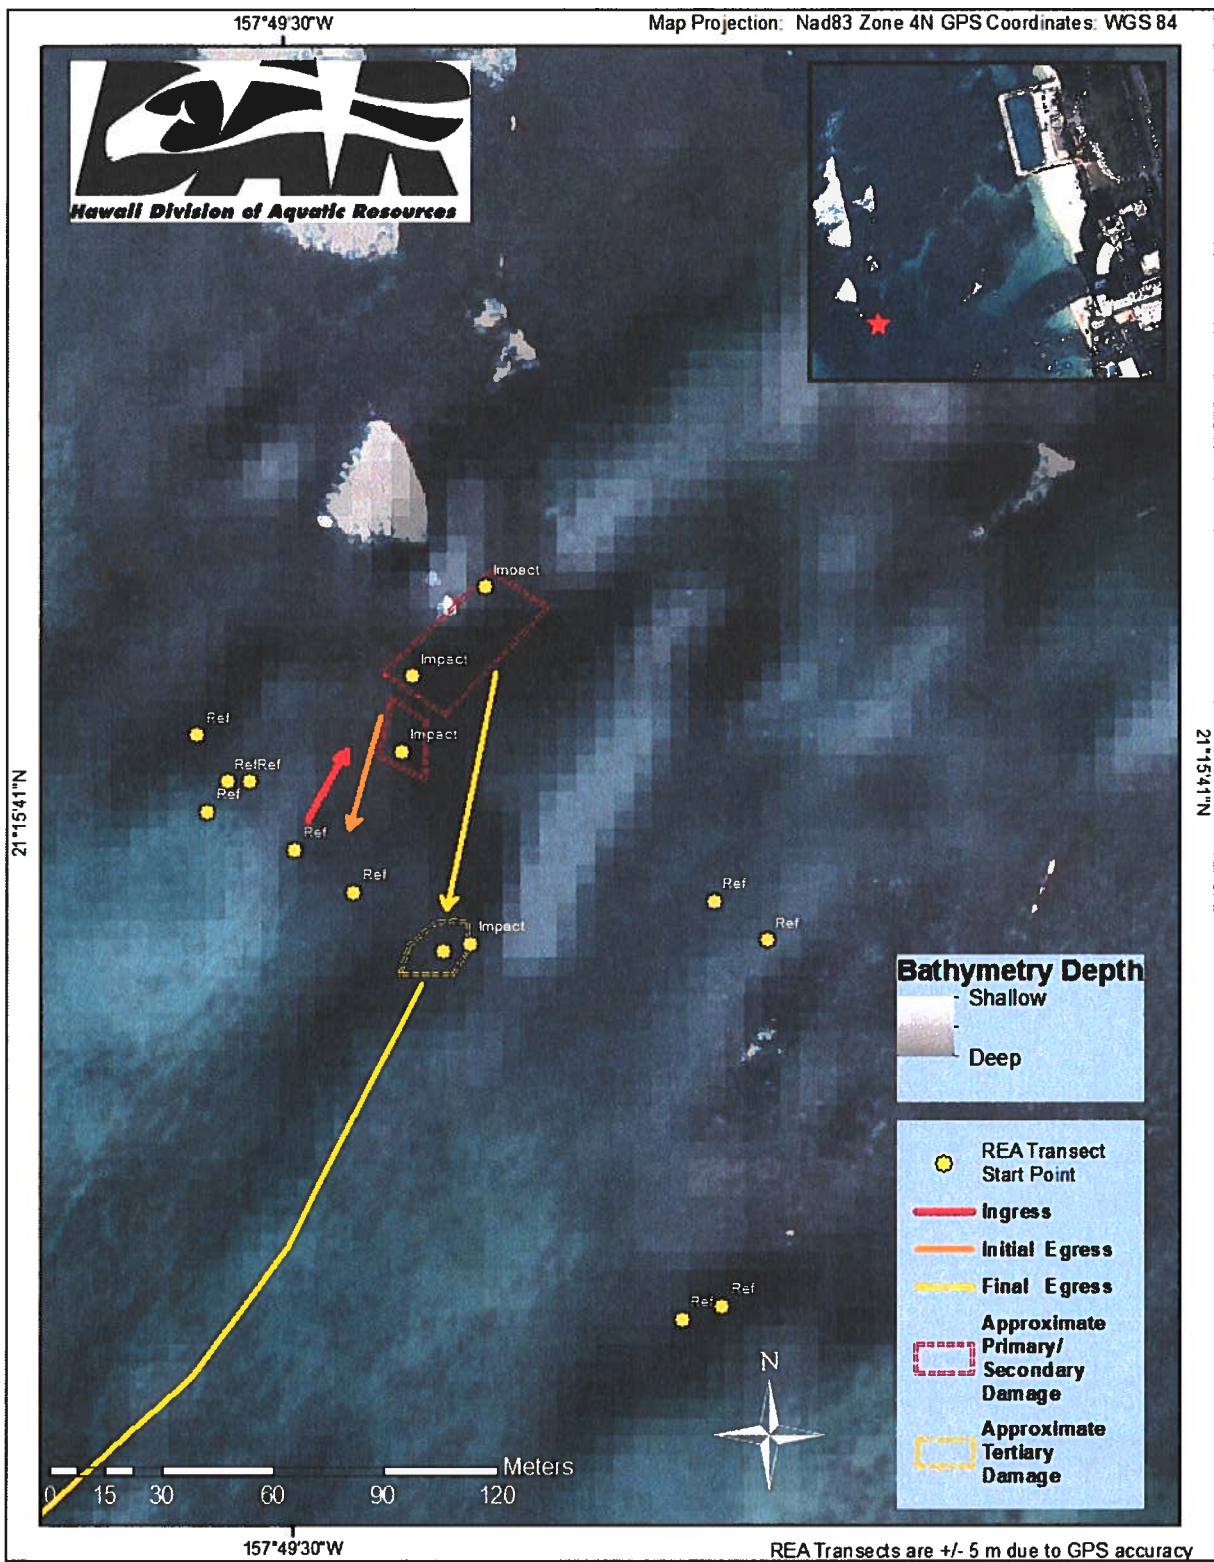 157°49'30"W
Map Projection: Nad83 Zone 4N GPS Coordinates: WGS 84
DAR
Hawaii Division of Aquatic Resources
Impact
Impact
Ref
Impact
RefRef
Ref
Ref
Ref
Ref
Ref
Impact
21°15'41"N
21°15'41"N
Bathymetry Depth
Shallow
Deep
REA Transect
Start Point
Ingress
Initial Egress
Final Egress
Approximate
Primary/
Secondary
Damage
Approximate
Tertiary
Damage
Ref
Ref
N
Meters
0 15 30 60 90 120
157°49'30"W
REA Transects are +/- 5 m due to GPS accuracy